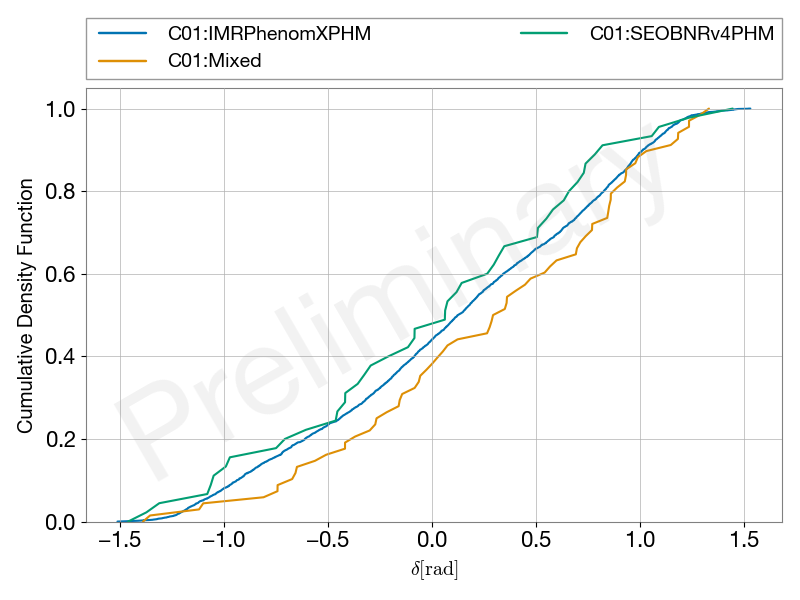 C01:IMRPhenomXPHM
C01:Mixed
C01:SEOBNRv4PHM
Cumulative Density Function
1.0
0.8
0.6
0.4
0.2
0.0
Preliminary
−1.5 −1.0 −0.5 0.0 0.5 1.0 1.5
δ[rad]